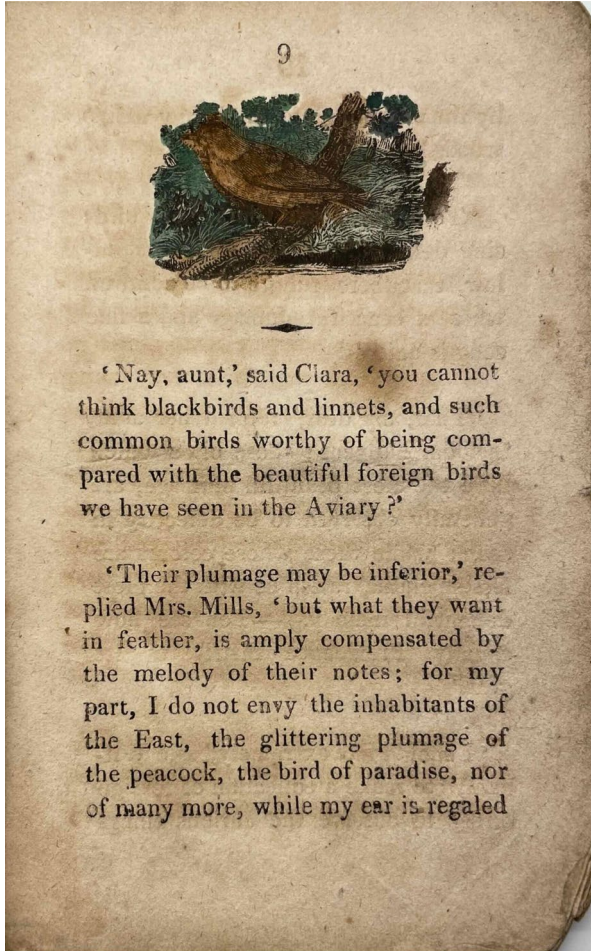 9
‘Nay, aunt,’ said Clara, ‘you cannot
think blackbirds and linnets, and such
common birds worthy of being com-
pared with the beautiful foreign birds
we have seen in the Aviary?’
‘Their plumage may be inferior,’ re-
plied Mrs. Mills, ‘but what they want
in feather, is amply compensated by
the melody of their notes; for my
part, I do not envy the inhabitants of
the East, the glittering plumage of
the peacock, the bird of paradise, nor
of many more, while my ear is regaled